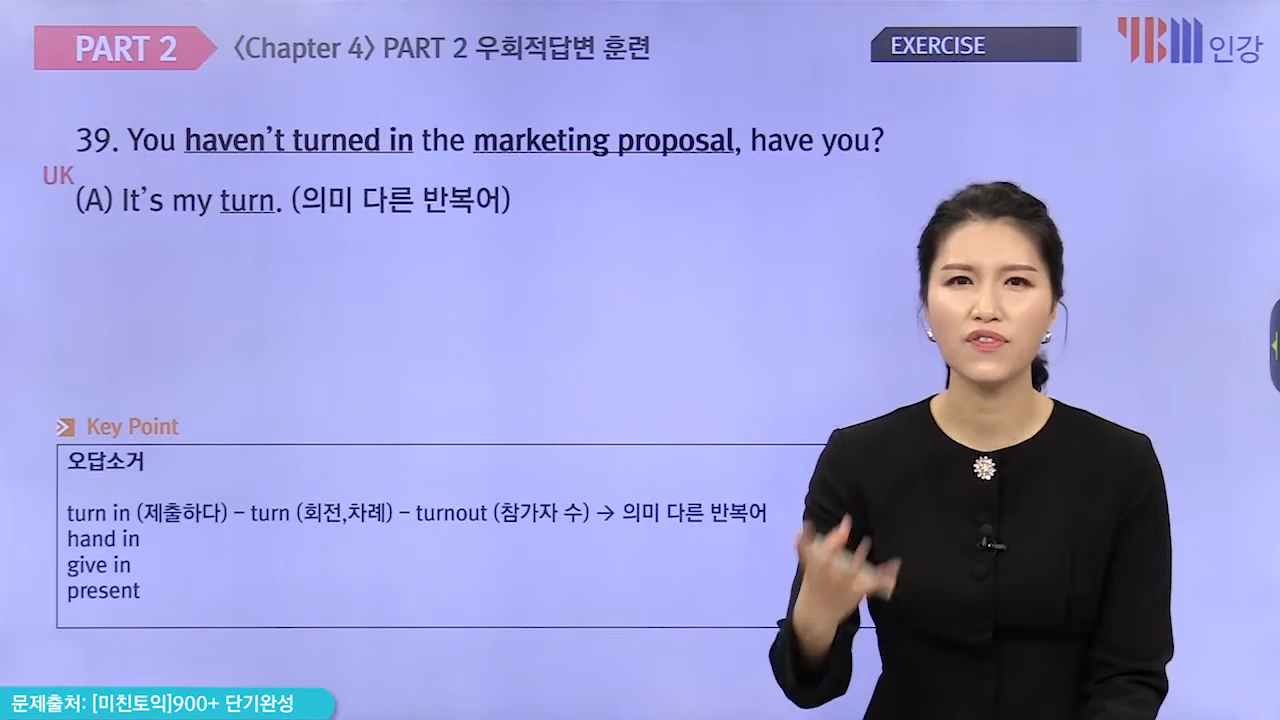 PART 2
〈Chapter 4〉 PART 2 우회적답변 훈련
EXERCISE
YBM 인강
39. You haven't turned in the marketing proposal, have you?
UK
(A) It's my turn. (의미 다른 반복어)
Key Point
오답소거
turn in (제출하다) – turn (회전,차례) – turnout (참가자 수) → 의미 다른 반복어
hand in
give in
present
문제출처: [미친토익]900+ 단기완성